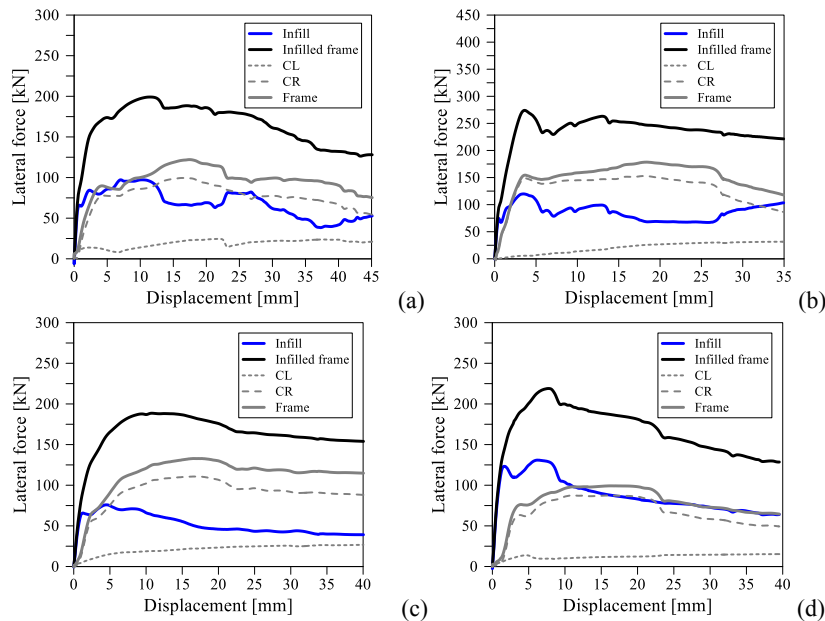 300
250
200
150
100
50
0
Lateral force [kN]
0 5 10 15 20 25 30 35 40 45
Displacement [mm]
Infill
Infilled frame
CL
CR
Frame
(a)
450
400
350
300
250
200
150
100
50
0
Lateral force [kN]
0 5 10 15 20 25 30 35
Displacement [mm]
Infill
Infilled frame
CL
CR
Frame
(b)
300
250
200
150
100
50
0
Lateral force [kN]
0 5 10 15 20 25 30 35 40
Displacement [mm]
Infill
Infilled frame
CL
CR
Frame
(c)
300
250
200
150
100
50
0
Lateral force [kN]
0 5 10 15 20 25 30 35 40
Displacement [mm]
Infill
Infilled frame
CL
CR
Frame
(d)